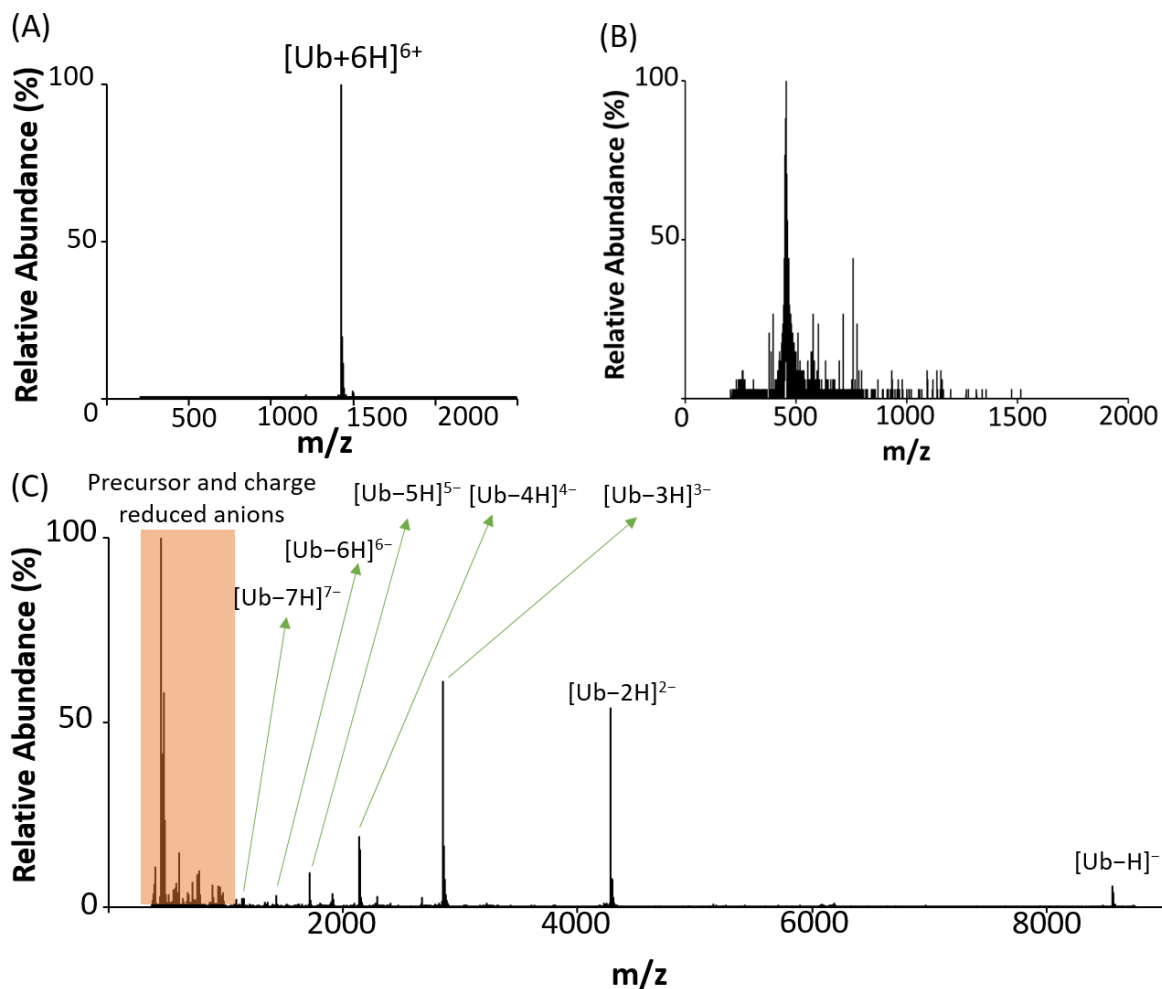 (A)
[Ub+6H]⁶⁺
Relative Abundance (%)
100
50
0
500
1000
1500
2000
m/z
(B)
Relative Abundance (%)
100
50
0
500
1000
1500
2000
m/z
(C)
Precursor and charge
reduced anions
[Ub−7H]⁷⁻
[Ub−6H]⁶⁻
[Ub−5H]⁵⁻
[Ub−4H]⁴⁻
[Ub−3H]³⁻
[Ub−2H]²⁻
[Ub−H]⁻
Relative Abundance (%)
100
50
0
2000
4000
6000
8000
m/z